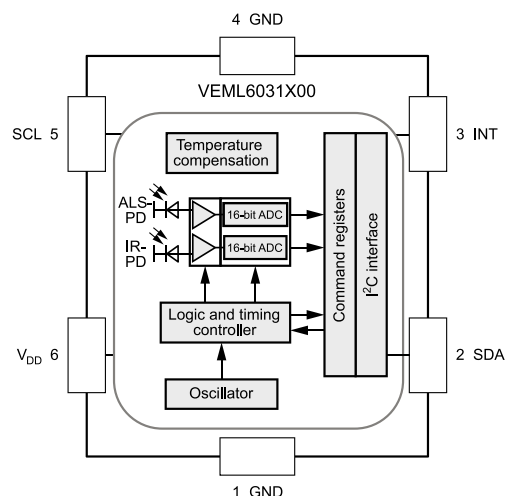 4 GND
VEML6031X00
SCL 5
3 INT
Temperature
compensation
ALS-
PD
16-bit ADC
IR-
PD
16-bit ADC
Command registers
I²C interface
Logic and timing
controller
V_DD 6
2 SDA
Oscillator
1 GND